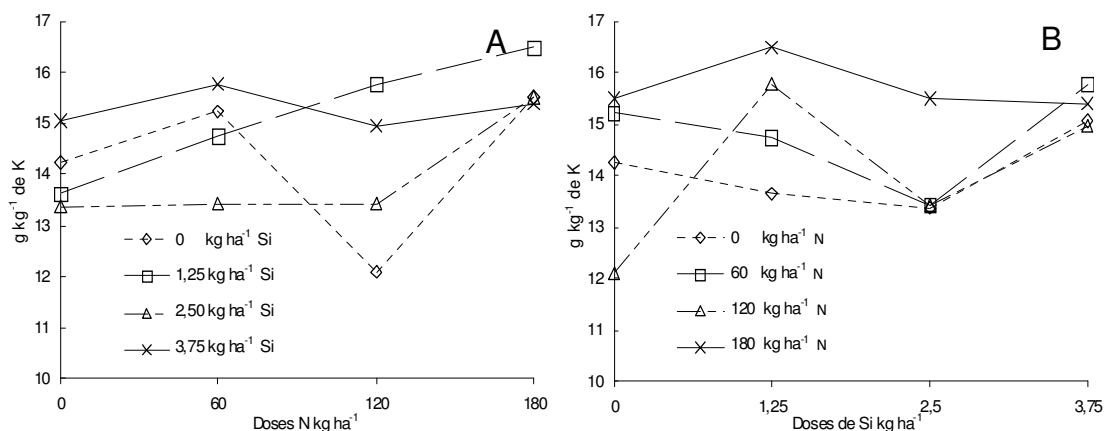 17
16
15
14
13
12
11
10
g kg⁻¹ de K
A
0 kg ha⁻¹ Si
1,25 kg ha⁻¹ Si
2,50 kg ha⁻¹ Si
3,75 kg ha⁻¹ Si
0 60 120 180
Doses N kg ha⁻¹
17
16
15
14
13
12
11
10
g kg⁻¹ de K
B
0 kg ha⁻¹ N
60 kg ha⁻¹ N
120 kg ha⁻¹ N
180 kg ha⁻¹ N
0 1,25 2,5 3,75
Doses de Si kg ha⁻¹